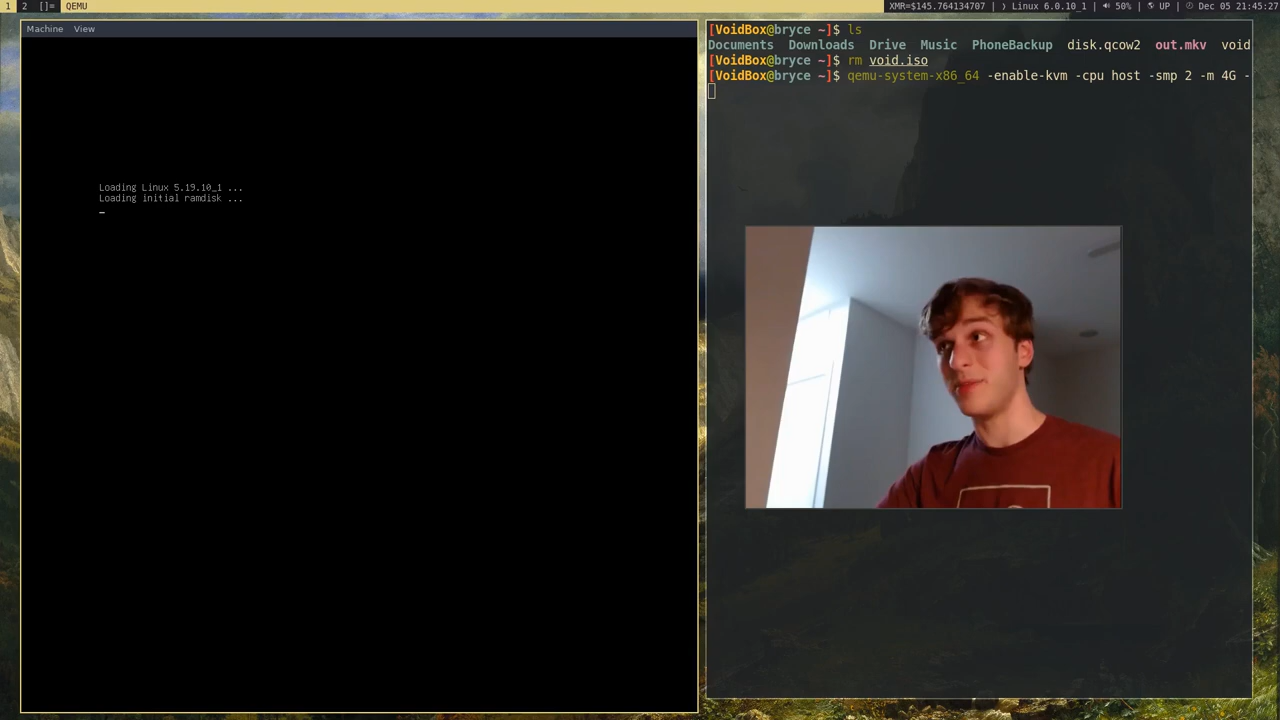 1 2 []= QEMU XMR=$145.764134707 | ❯ Linux 6.0.10_1 | 50% | UP | Dec 05 21:45:27
Machine View
Loading Linux 5.19.10_1 ...
Loading initial ramdisk ...
[VoidBox@bryce ~]$ ls
Documents Downloads Drive Music PhoneBackup disk.qcow2 out.mkv void
[VoidBox@bryce ~]$ rm void.iso
[VoidBox@bryce ~]$ qemu-system-x86_64 -enable-kvm -cpu host -smp 2 -m 4G -